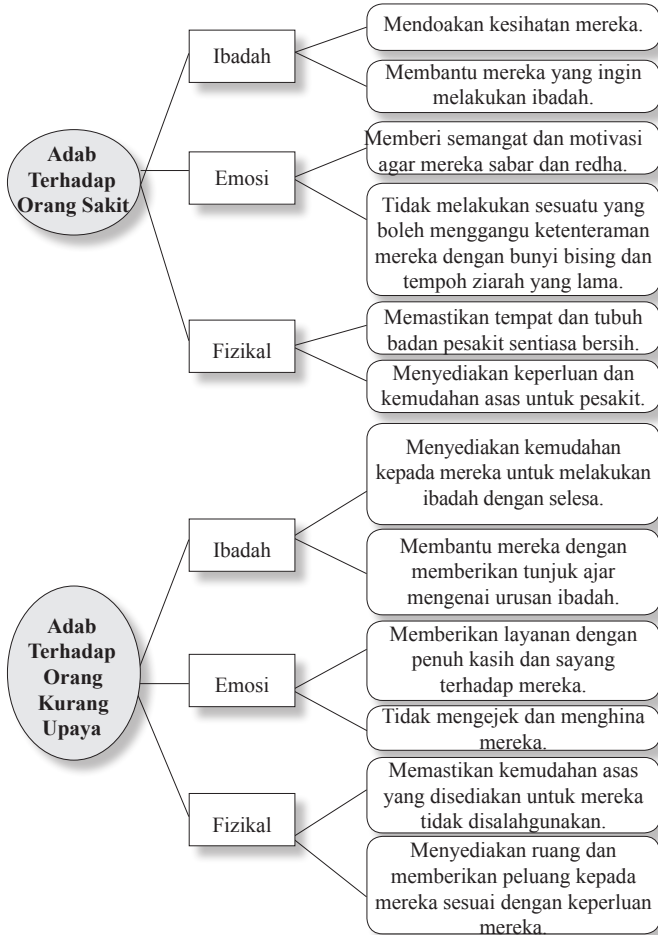 Adab
Terhadap
Orang Sakit
Ibadah
Mendoakan kesihatan mereka.
Membantu mereka yang ingin
melakukan ibadah.
Emosi
Memberi semangat dan motivasi
agar mereka sabar dan redha.
Tidak melakukan sesuatu yang
boleh menggangu ketenteraman
mereka dengan bunyi bising dan
tempoh ziarah yang lama.
Fizikal
Memastikan tempat dan tubuh
badan pesakit sentiasa bersih.
Menyediakan keperluan dan
kemudahan asas untuk pesakit.
Adab
Terhadap
Orang
Kurang
Upaya
Ibadah
Menyediakan kemudahan
kepada mereka untuk melakukan
ibadah dengan selesa.
Membantu mereka dengan
memberikan tunjuk ajar
mengenai urusan ibadah.
Emosi
Memberikan layanan dengan
penuh kasih dan sayang
terhadap mereka.
Tidak mengejek dan menghina
mereka.
Fizikal
Memastikan kemudahan asas
yang disediakan untuk mereka
tidak disalahgunakan.
Menyediakan ruang dan
memberikan peluang kepada
mereka sesuai dengan keperluan
mereka.